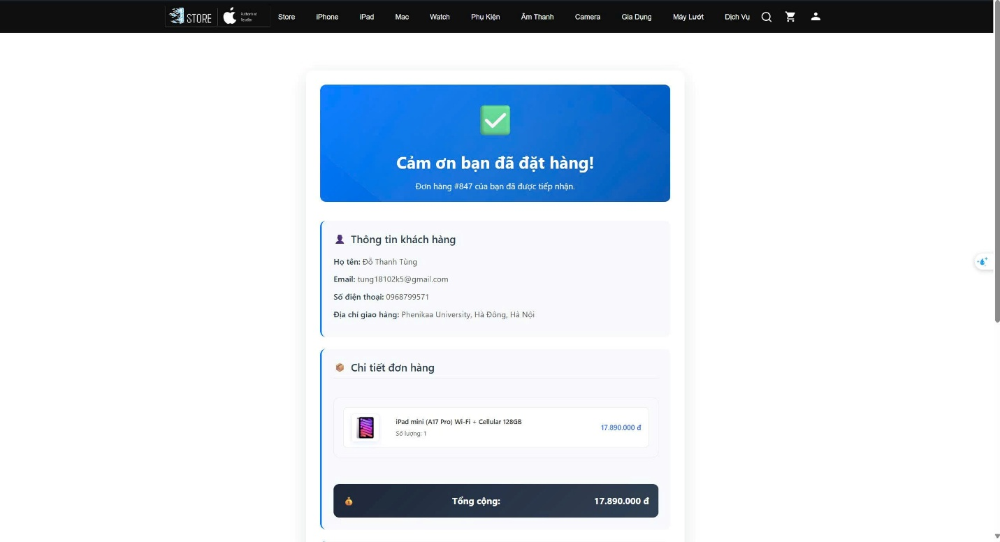 STORE
Authorised
Reseller
Store iPhone iPad Mac Watch Phụ Kiện Âm Thanh Camera Gia Dụng Máy Lướt Dịch Vụ
Cảm ơn bạn đã đặt hàng!
Đơn hàng #847 của bạn đã được tiếp nhận.
Thông tin khách hàng
Họ tên: Đỗ Thanh Tùng
Email: tung18102k5@gmail.com
Số điện thoại: 0968799571
Địa chỉ giao hàng: Phenikaa University, Hà Đông, Hà Nội
Chi tiết đơn hàng
iPad mini (A17 Pro) Wi-Fi + Cellular 128GB
17.890.000 đ
Số lượng: 1
Tổng cộng: 17.890.000 đ